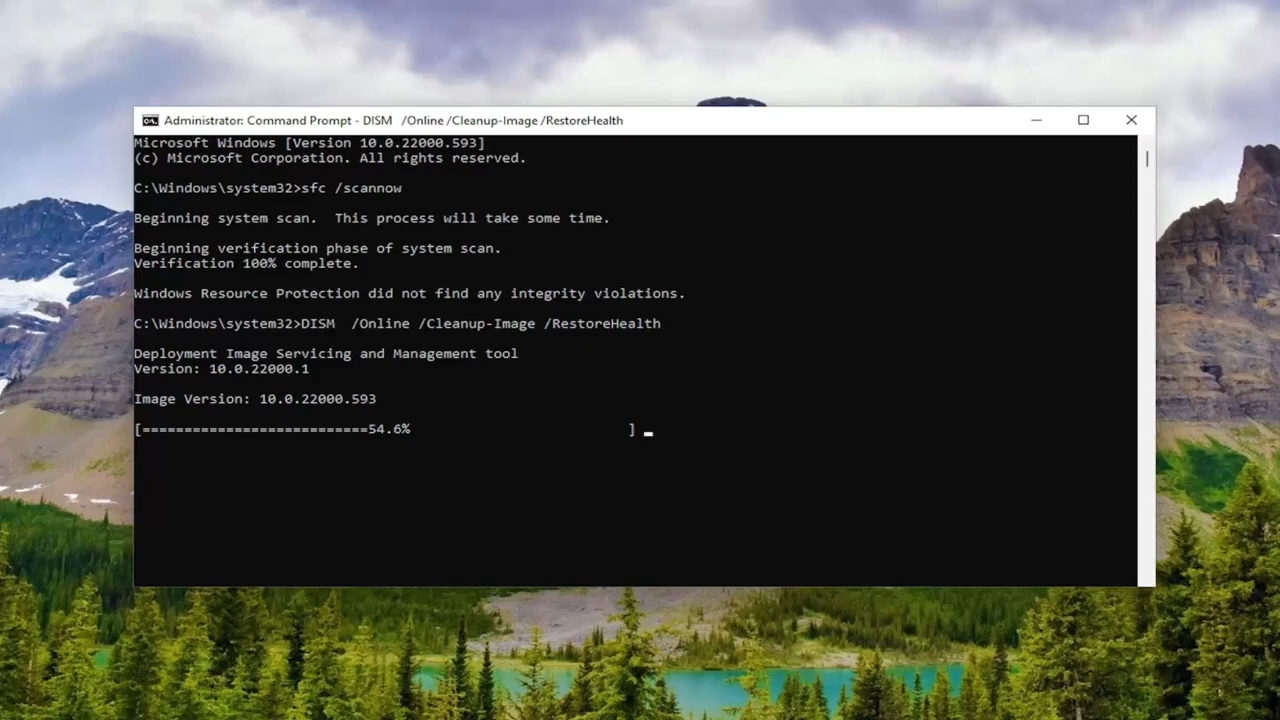 Administrator: Command Prompt - DISM  /Online /Cleanup-Image /RestoreHealth
Microsoft Windows [Version 10.0.22000.593]
(c) Microsoft Corporation. All rights reserved.
C:\Windows\system32>sfc /scannow
Beginning system scan.  This process will take some time.
Beginning verification phase of system scan.
Verification 100% complete.
Windows Resource Protection did not find any integrity violations.
C:\Windows\system32>DISM  /Online /Cleanup-Image /RestoreHealth
Deployment Image Servicing and Management tool
Version: 10.0.22000.1
Image Version: 10.0.22000.593
[===========================54.6%                          ]